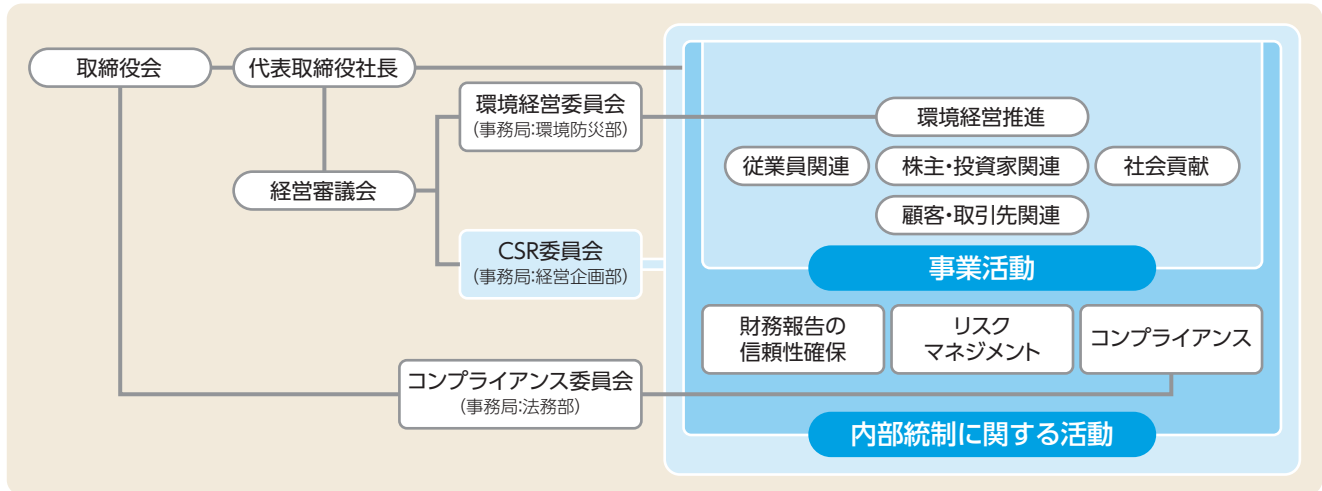 取締役会
代表取締役社長
経営審議会
環境経営委員会
(事務局:環境防災部)
CSR委員会
(事務局:経営企画部)
コンプライアンス委員会
(事務局:法務部)
環境経営推進
従業員関連
株主・投資家関連
社会貢献
顧客・取引先関連
事業活動
財務報告の
信頼性確保
リスク
マネジメント
コンプライアンス
内部統制に関する活動